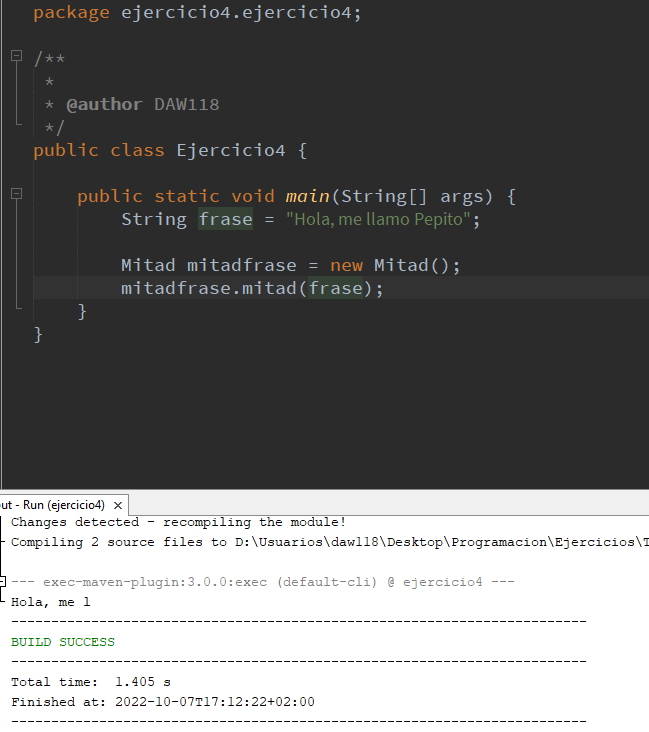 package ejercicio4.ejercicio4;
/**
*
* @author DAW118
*/
public class Ejercicio4 {
public static void main(String[] args) {
String frase = "Hola, me llamo Pepito";
Mitad mitadfrase = new Mitad();
mitadfrase.mitad(frase);
}
}
ut - Run (ejercicio4) ×
Changes detected - recompiling the module!
Compiling 2 source files to D:\Usuarios\daw118\Desktop\Programacion\Ejercicios\T
--- exec-maven-plugin:3.0.0:exec (default-cli) @ ejercicio4 ---
Hola, me l
------------------------------------------------------------------------
BUILD SUCCESS
------------------------------------------------------------------------
Total time:  1.405 s
Finished at: 2022-10-07T17:12:22+02:00
------------------------------------------------------------------------